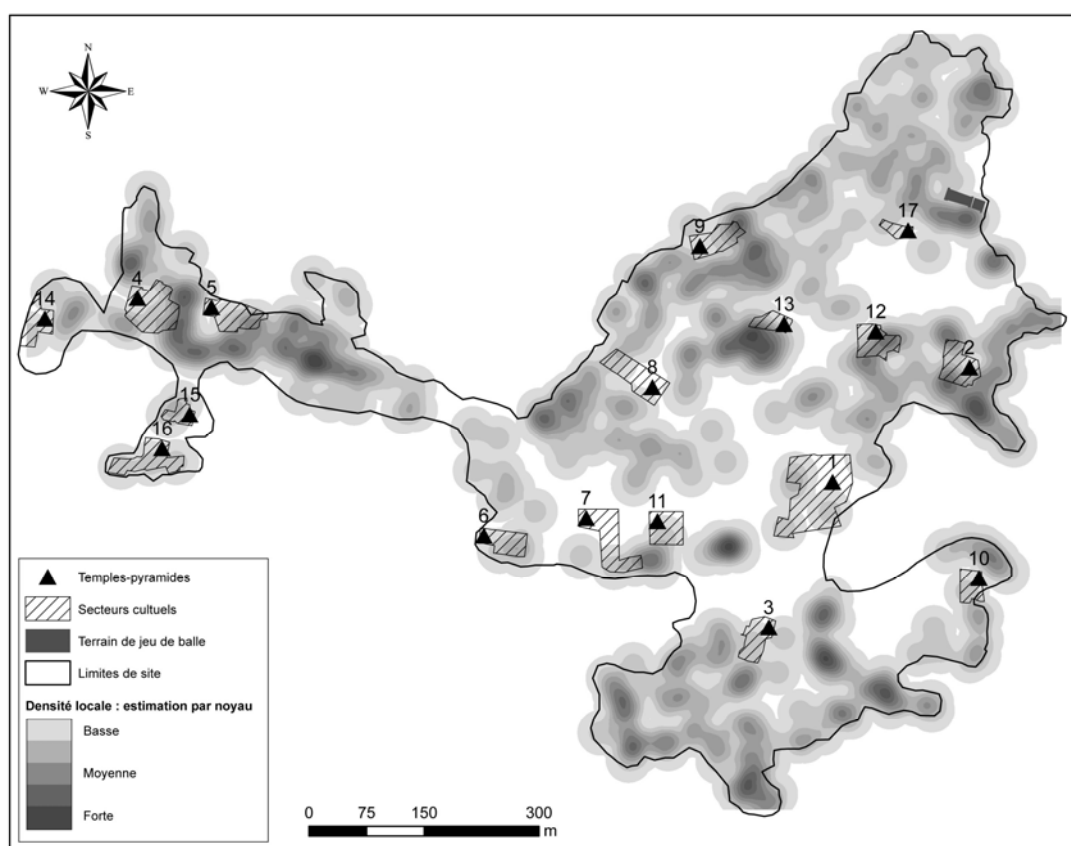 N
W E
S
17
9
4
5
14
13
12
2
8
15
16
1
7
11
6
10
3
Temples-pyramides
Secteurs cultuels
Terrain de jeu de balle
Limites de site
Densité locale : estimation par noyau
Basse
Moyenne
Forte
0 75 150 300
m